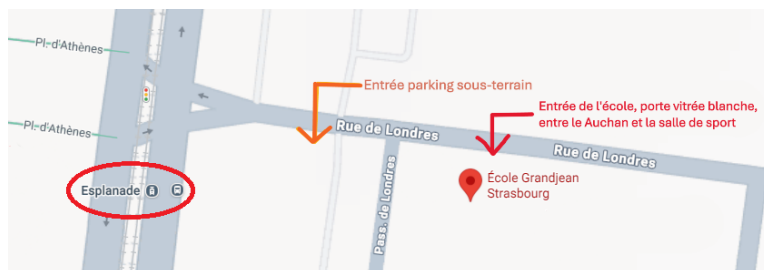 Pl. d'Athènes
Entrée parking sous-terrain
Entrée de l'école, porte vitrée blanche,
entre le Auchan et la salle de sport
Pl. d'Athènes
Rue de Londres
Rue de Londres
Esplanade
Pass. de Londres
École Grandjean
Strasbourg